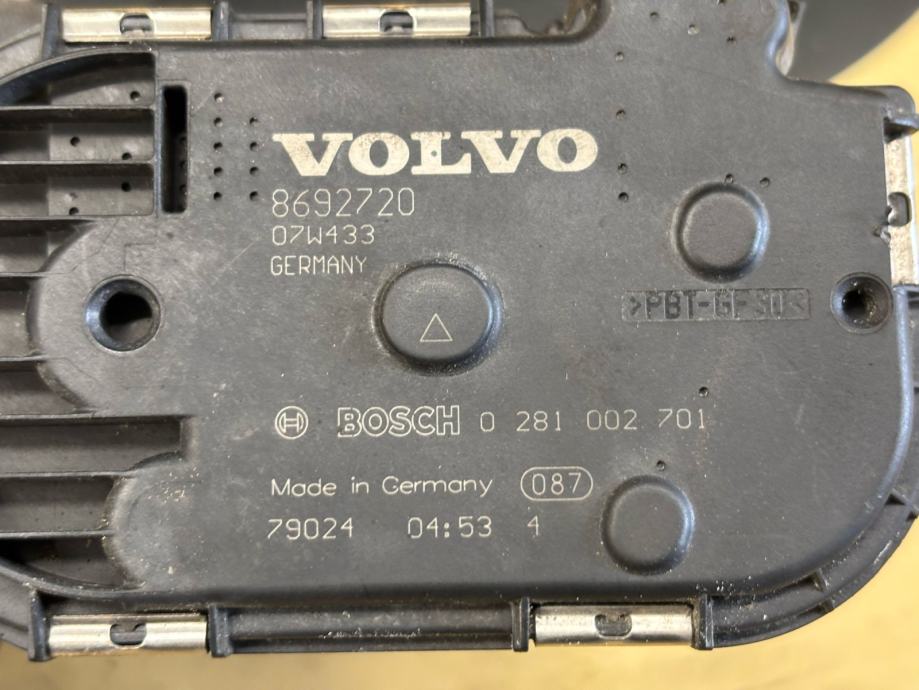 VOLVO
8692720
07W433
GERMANY
>PBT-GF30<
BOSCH 0 281 002 701
Made in Germany 087
79024 04:53 4